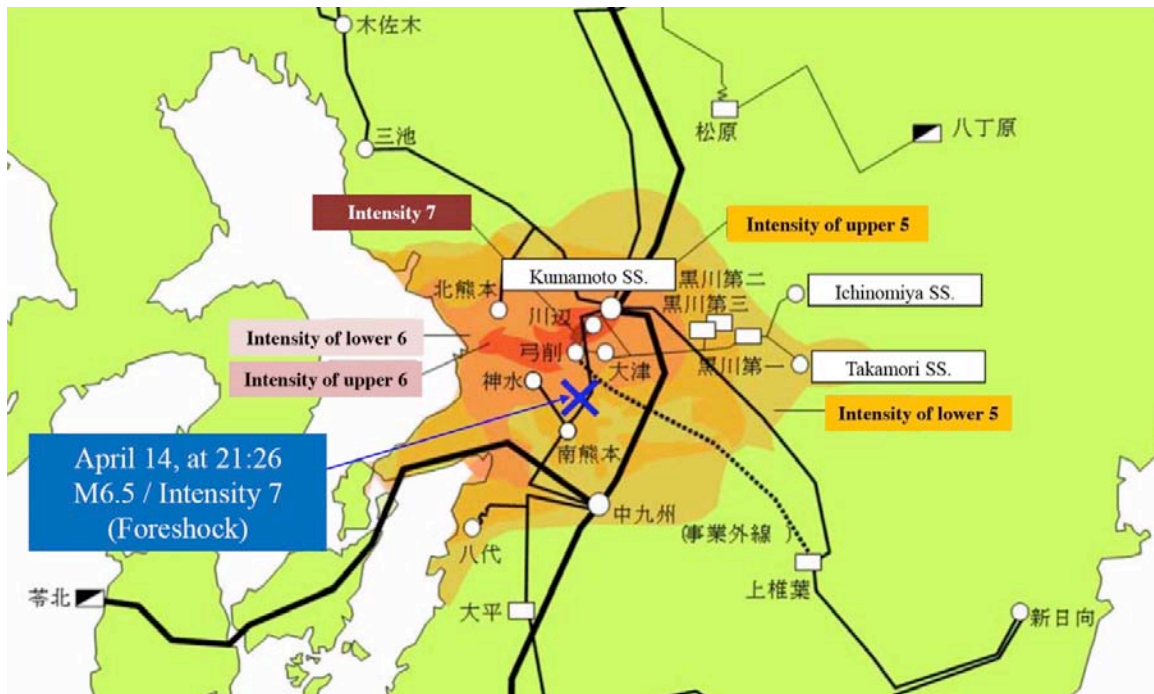 木佐木
三池
松原
八丁原
Intensity 7
Intensity of upper 5
Kumamoto SS.
黒川第二
黒川第三
Ichinomiya SS.
北熊本
川辺
Intensity of lower 6
弓削
大津
黒川第一
Takamori SS.
Intensity of upper 6
神水
Intensity of lower 5
April 14, at 21:26
M6.5 / Intensity 7
(Foreshock)
南熊本
中九州
(事業外線 )
八代
上椎葉
苓北
大平
新日向